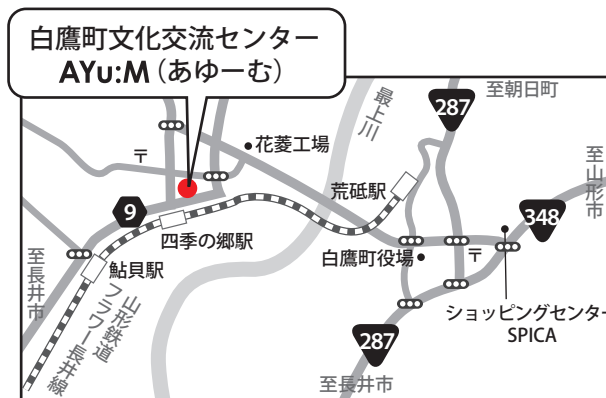 白鷹町文化交流センター
AYu:M（あゆーむ）
287
至朝日町
最上川
花菱工場
〒
荒砥駅
至山形市
9
348
四季の郷駅
白鷹町役場
〒
至長井市
鮎貝駅
山形鉄道
フラワー長井線
ショッピングセンター
SPICA
287
至長井市